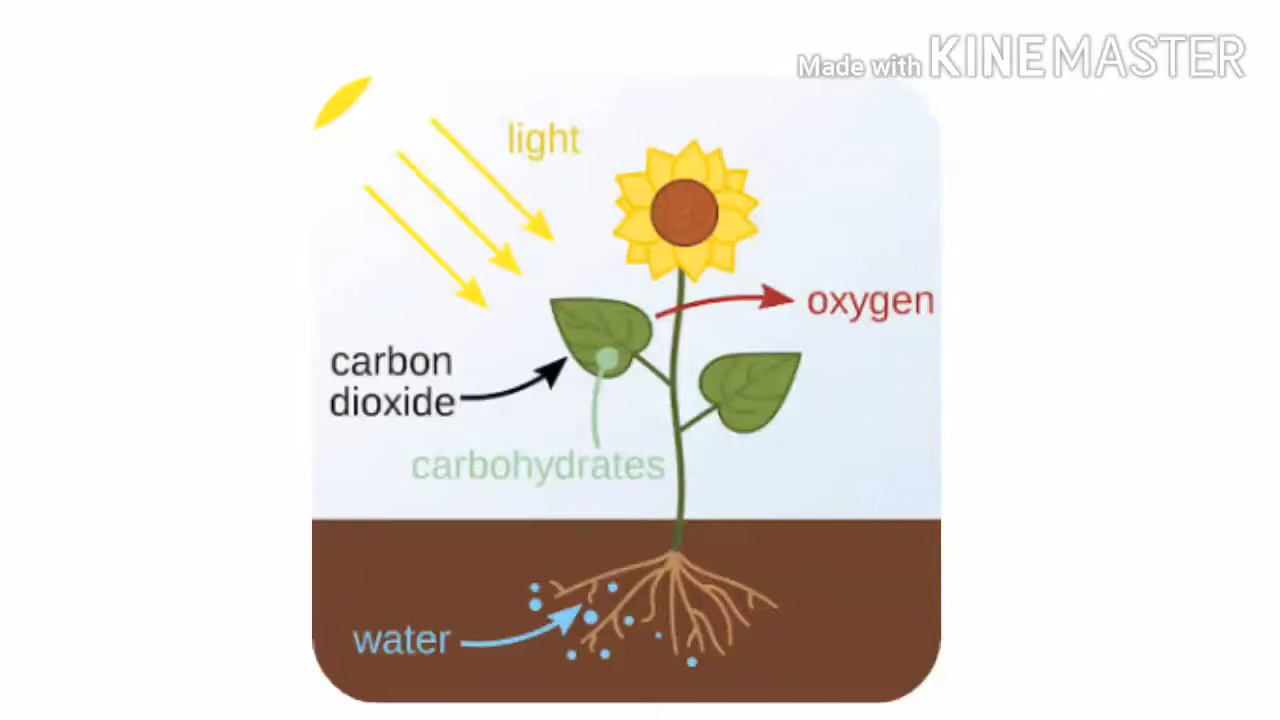 Made with KINEMASTER
light
oxygen
carbon
dioxide
carbohydrates
water